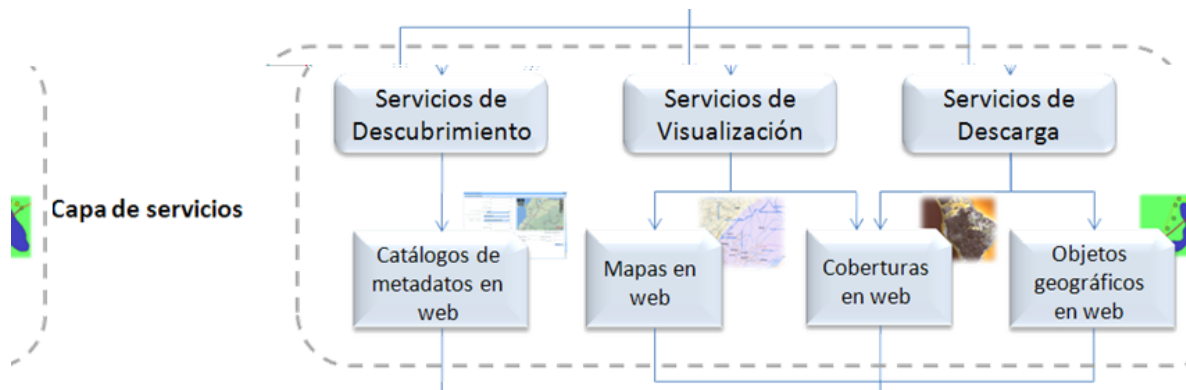 Servicios de
Descubrimiento
Servicios de
Visualización
Servicios de
Descarga
Capa de servicios
Catálogos de
metadatos en
web
Mapas en
web
Coberturas
en web
Objetos
geográficos
en web